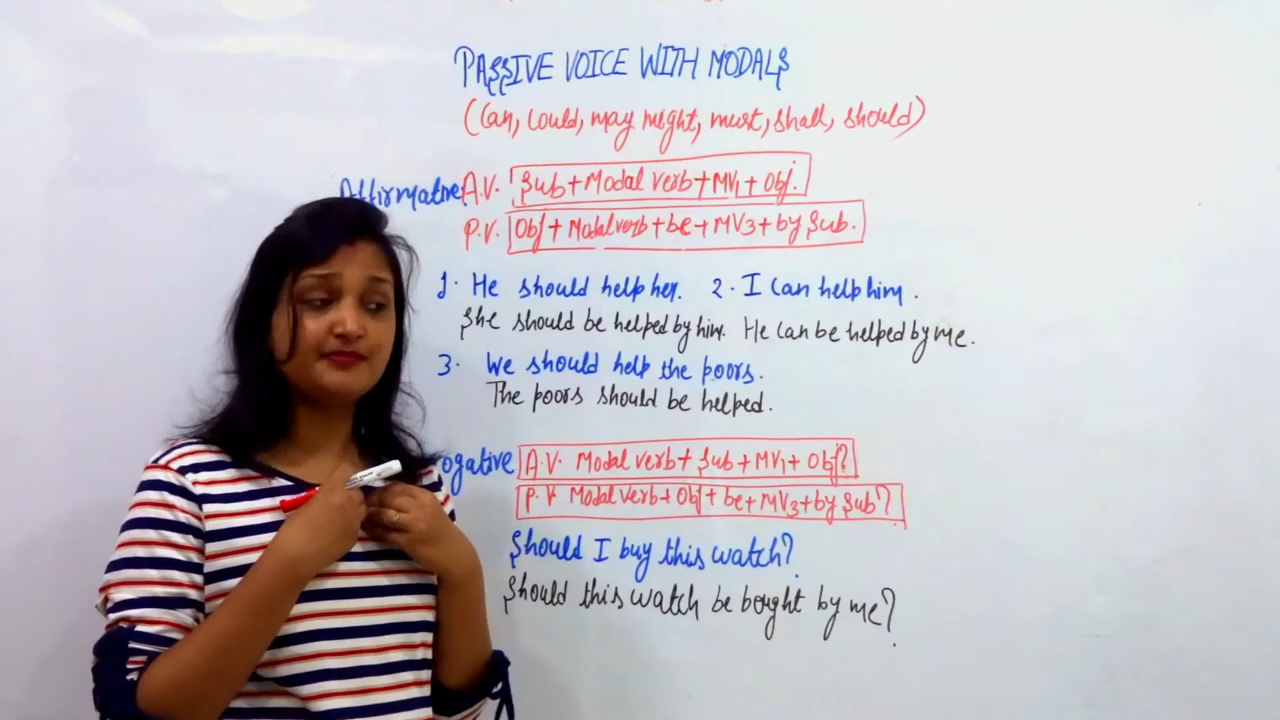 PASSIVE VOICE WITH MODALS
(Can, Could, may might, must, shall, should)
Affirmative A.V. Sub+Modal verb+MV1+Obj.
P.V. Obj+Modal verb+be+MV3+by Sub.
1. He should help her. 2. I can help him.
She should be helped by him. He can be helped by me.
3. We should help the poors.
The poors should be helped.
ogative A.V. Modal verb+Sub+MV1+Obj?
P.V. Modal verb+Obj+be+MV3+by Sub?
Should I buy this watch?
Should this watch be bought by me?